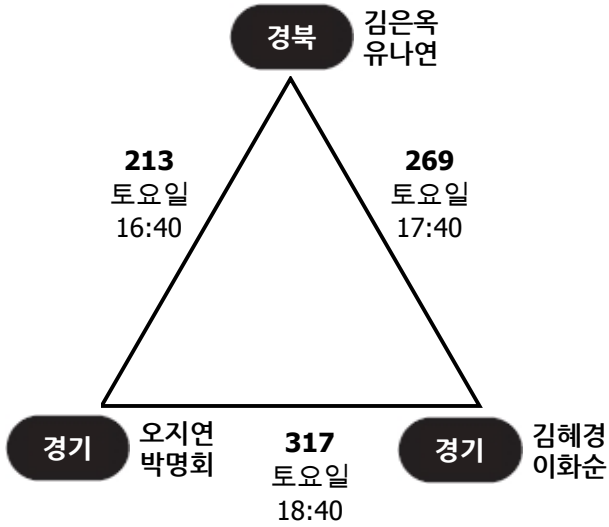 경북
김은옥
유나연
213
토요일
16:40
269
토요일
17:40
경기
오지연
박명회
317
토요일
18:40
경기
김혜경
이화순